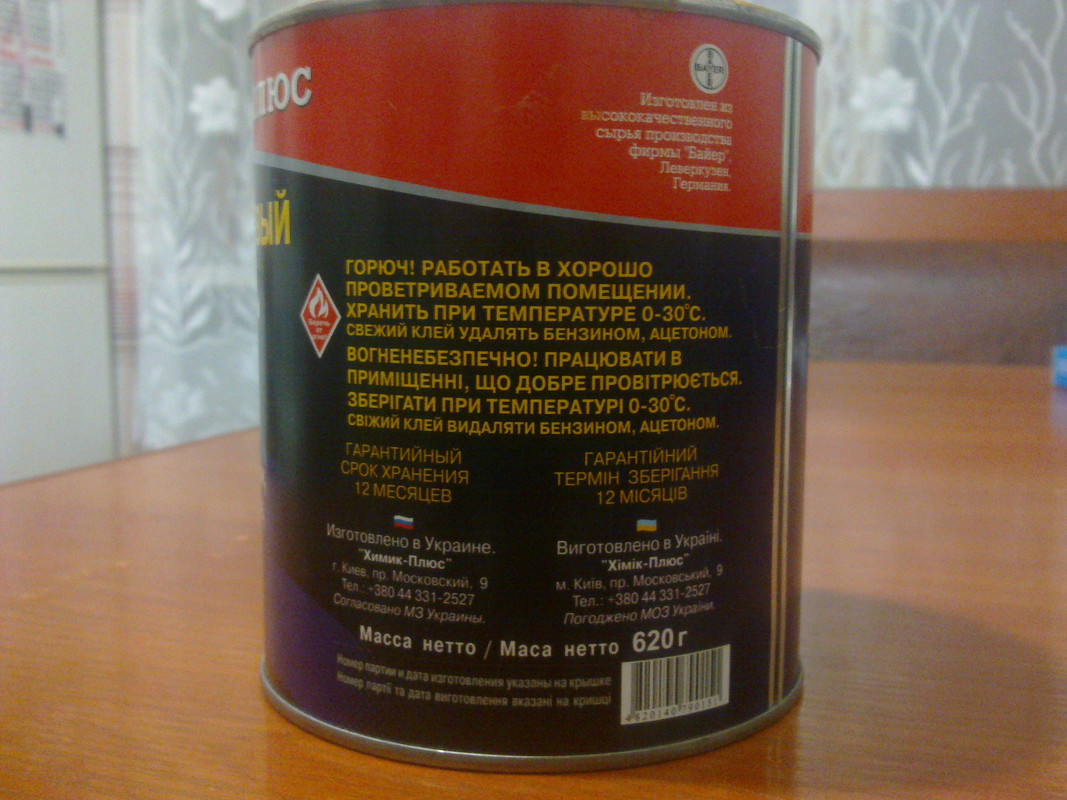 ПЛЮС
BAYER
Изготовлен из
высококачественного
сырья производства
фирмы "Байер",
Леверкузен,
Германия.
ВЫЙ
ГОРЮЧ! РАБОТАТЬ В ХОРОШО
ПРОВЕТРИВАЕМОМ ПОМЕЩЕНИИ.
ХРАНИТЬ ПРИ ТЕМПЕРАТУРЕ 0-30°С.
СВЕЖИЙ КЛЕЙ УДАЛЯТЬ БЕНЗИНОМ, АЦЕТОНОМ.
ВОГНЕНЕБЕЗПЕЧНО! ПРАЦЮВАТИ В
ПРИМІЩЕННІ, ЩО ДОБРЕ ПРОВІТРЮЄТЬСЯ.
ЗБЕРІГАТИ ПРИ ТЕМПЕРАТУРІ 0-30°С.
СВІЖИЙ КЛЕЙ ВИДАЛЯТИ БЕНЗИНОМ, АЦЕТОНОМ.
ГАРАНТИЙНЫЙ
СРОК ХРАНЕНИЯ
12 МЕСЯЦЕВ
ГАРАНТІЙНИЙ
ТЕРМІН ЗБЕРІГАННЯ
12 МІСЯЦІВ
Изготовлено в Украине.
"Химик-Плюс"
г. Киев, пр. Московский, 9
Тел.: +380 44 331-2527
Согласовано МЗ Украины.
Виготовлено в Україні.
"Хімік-Плюс"
м. Київ, пр. Московський, 9
Тел.: +380 44 331-2527
Погоджено МОЗ України.
Масса нетто / Маса нетто 620 г
Номер партии и дата изготовления указаны на крышке
Номер партії та дата виготовлення вказані на кришці